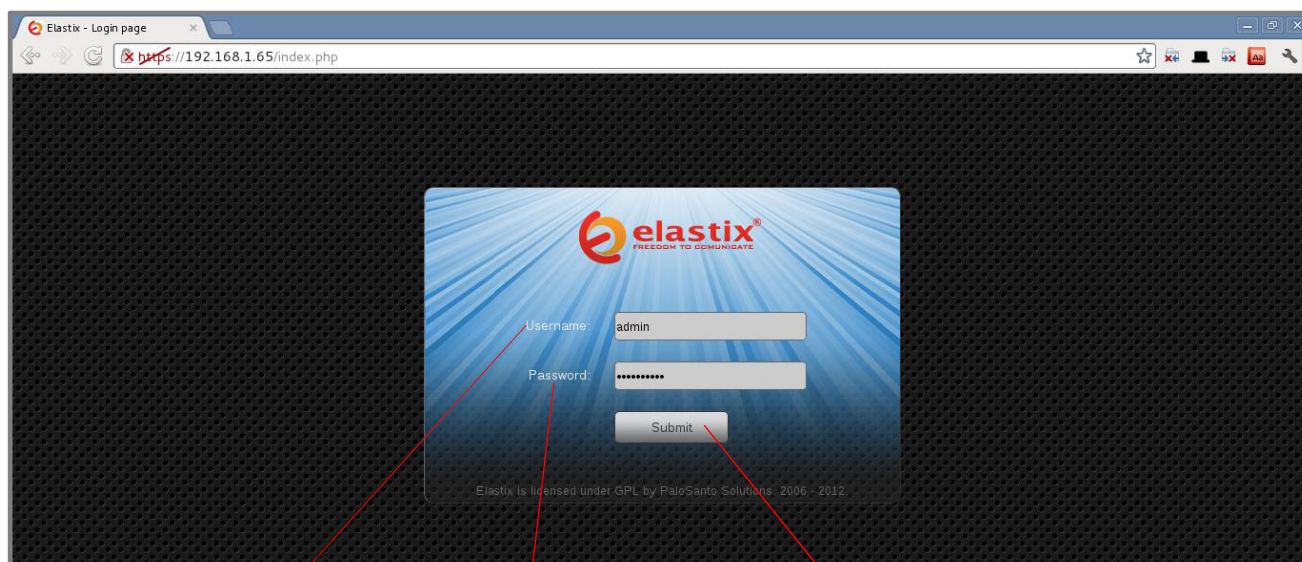 Elastix - Login page
https://192.168.1.65/index.php
Aa
elastix®
FREEDOM TO COMUNICATE
Username: admin
Password: ••••••••••
Submit
Elastix is licensed under GPL by PaloSanto Solutions. 2006 - 2012.